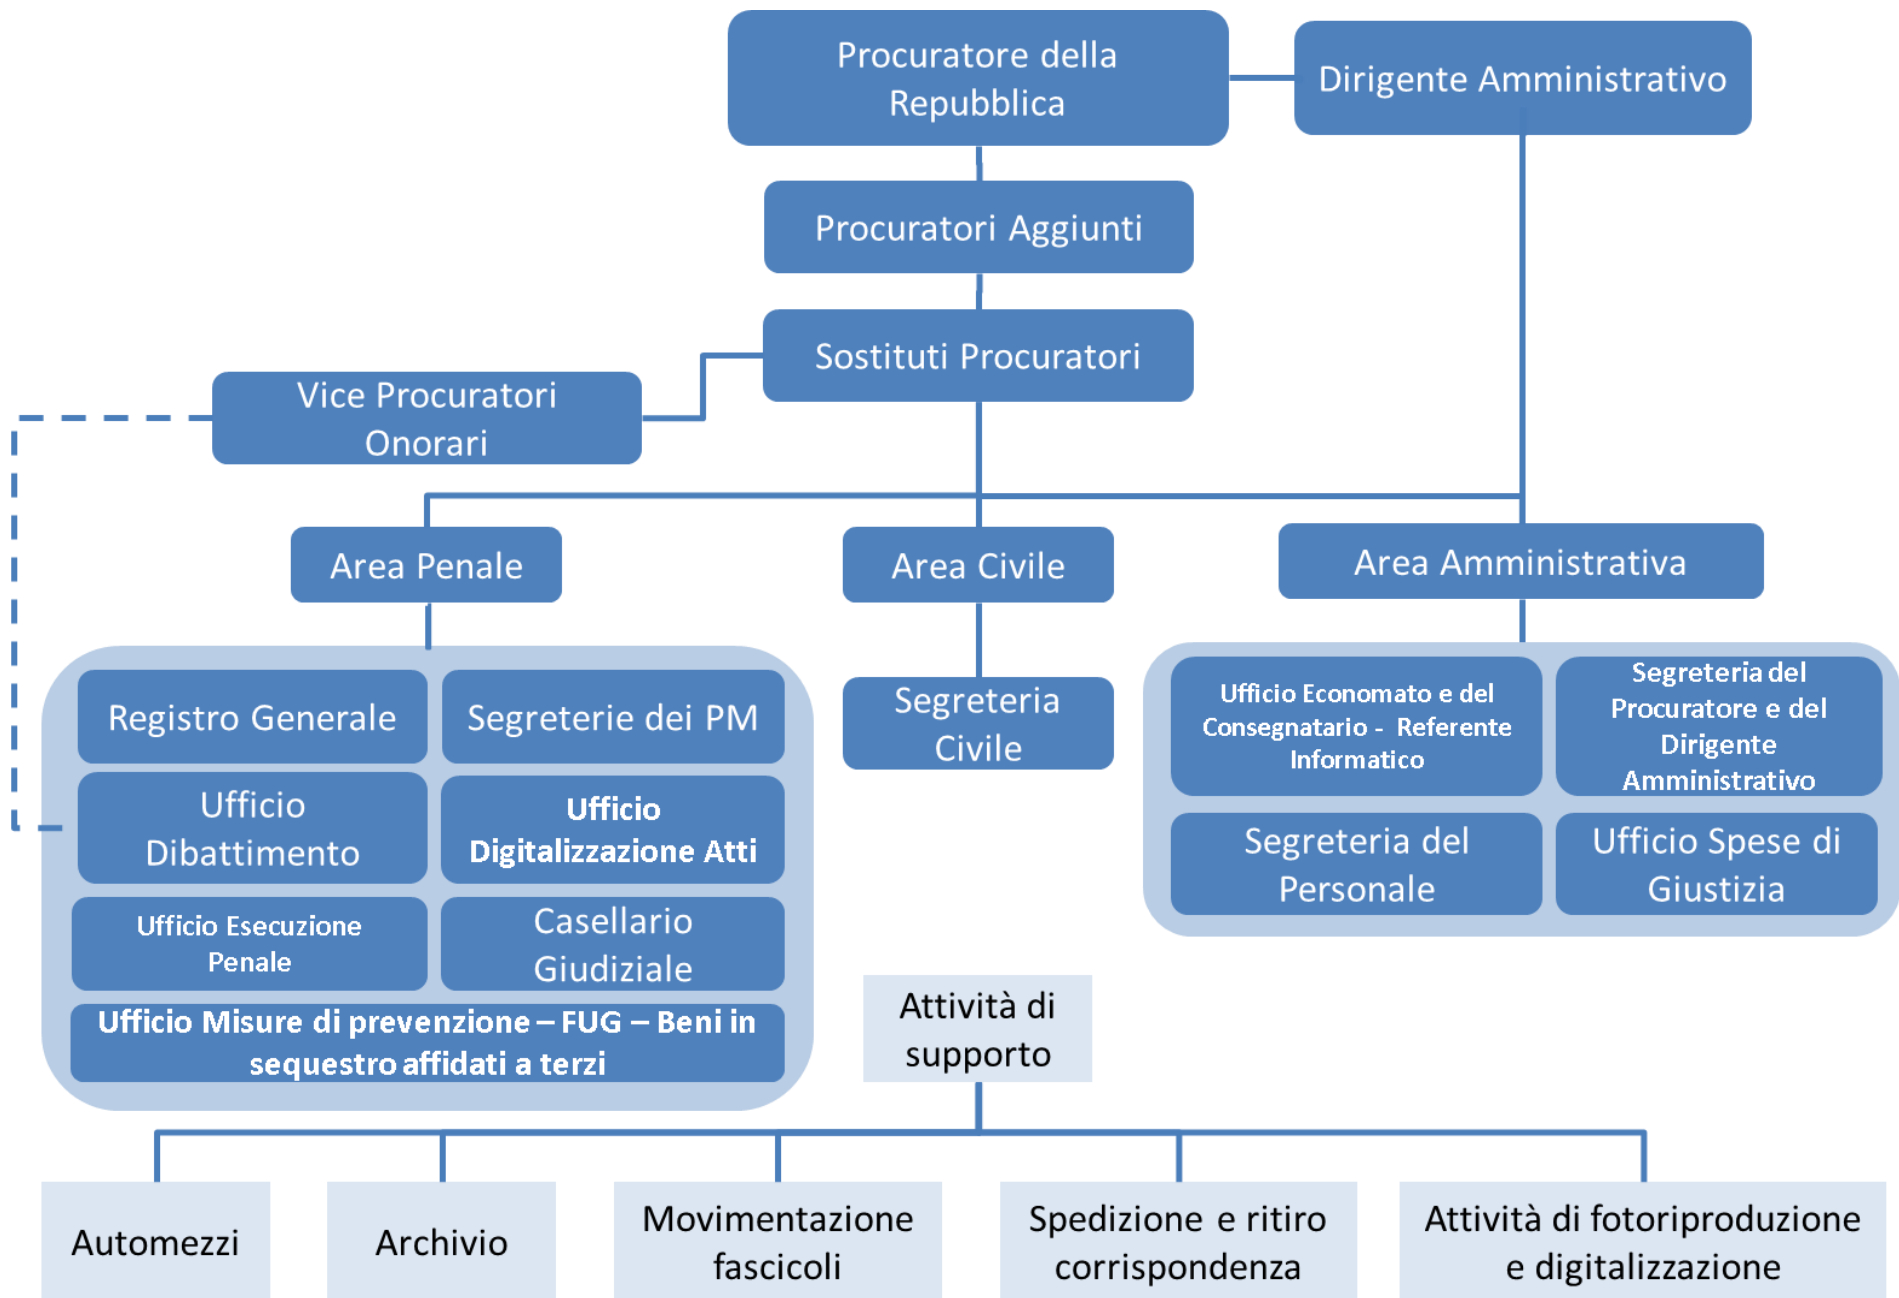 Procuratore della
Repubblica
Dirigente Amministrativo
Procuratori Aggiunti
Sostituti Procuratori
Vice Procuratori
Onorari
Area Penale
Area Civile
Area Amministrativa
Registro Generale
Segreterie dei PM
Ufficio
Dibattimento
Ufficio
Digitalizzazione Atti
Ufficio Esecuzione
Penale
Casellario
Giudiziale
Ufficio Misure di prevenzione – FUG – Beni in
sequestro affidati a terzi
Segreteria
Civile
Ufficio Economato e del
Consegnatario - Referente
Informatico
Segreteria del
Procuratore e del
Dirigente
Amministrativo
Segreteria del
Personale
Ufficio Spese di
Giustizia
Attività di
supporto
Automezzi
Archivio
Movimentazione
fascicoli
Spedizione e ritiro
corrispondenza
Attività di fotoriproduzione
e digitalizzazione